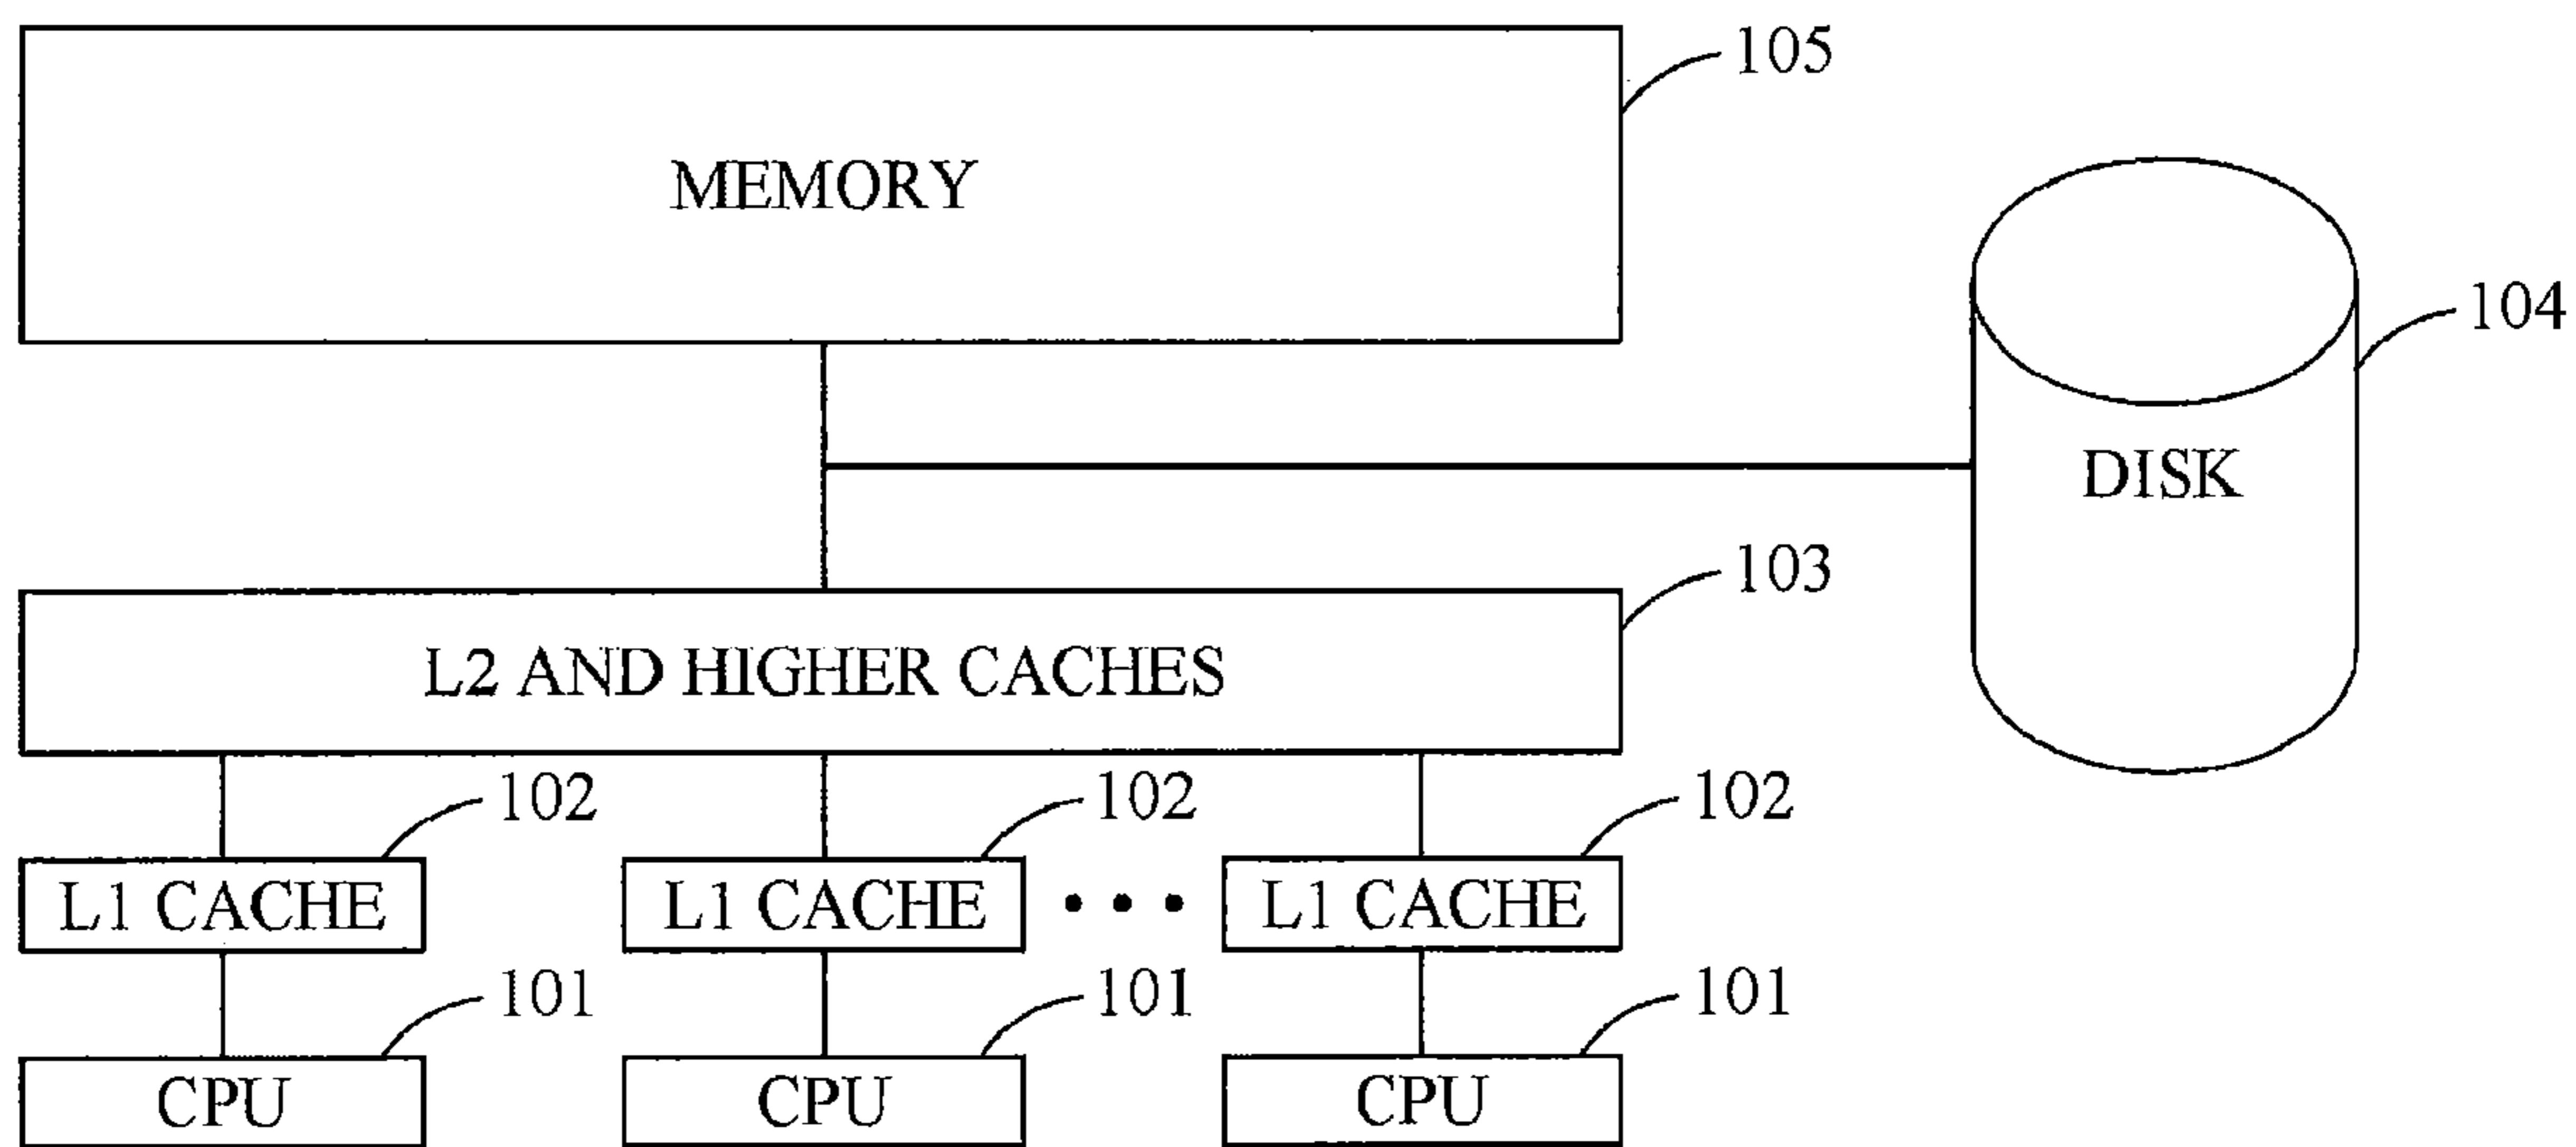 105
MEMORY
104
DISK
103
L2 AND HIGHER CACHES
102 102 102
L1 CACHE L1 CACHE L1 CACHE
101 101 101
CPU CPU CPU